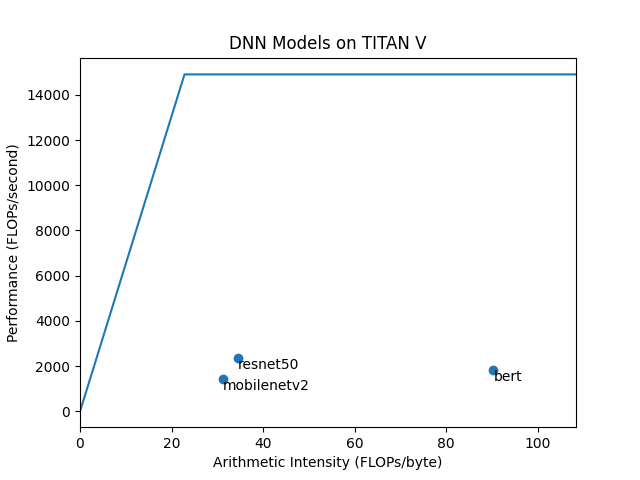 DNN Models on TITAN V
14000
12000
10000
8000
6000
4000
2000
0
Performance (FLOPs/second)
resnet50
mobilenetv2
bert
0 20 40 60 80 100
Arithmetic Intensity (FLOPs/byte)